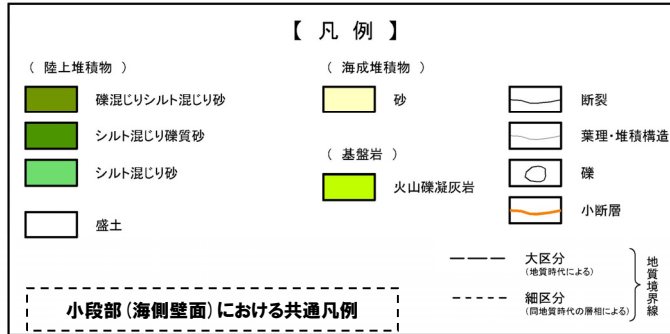 【 凡 例 】
( 陸上堆積物 )
礫混じりシルト混じり砂
シルト混じり礫質砂
シルト混じり砂
盛土
( 海成堆積物 )
砂
( 基盤岩 )
火山礫凝灰岩
断裂
葉理・堆積構造
礫
小断層
大区分
(地質時代による)
細区分
(同地質時代の層相による)
地質境界線
小段部(海側壁面)における共通凡例